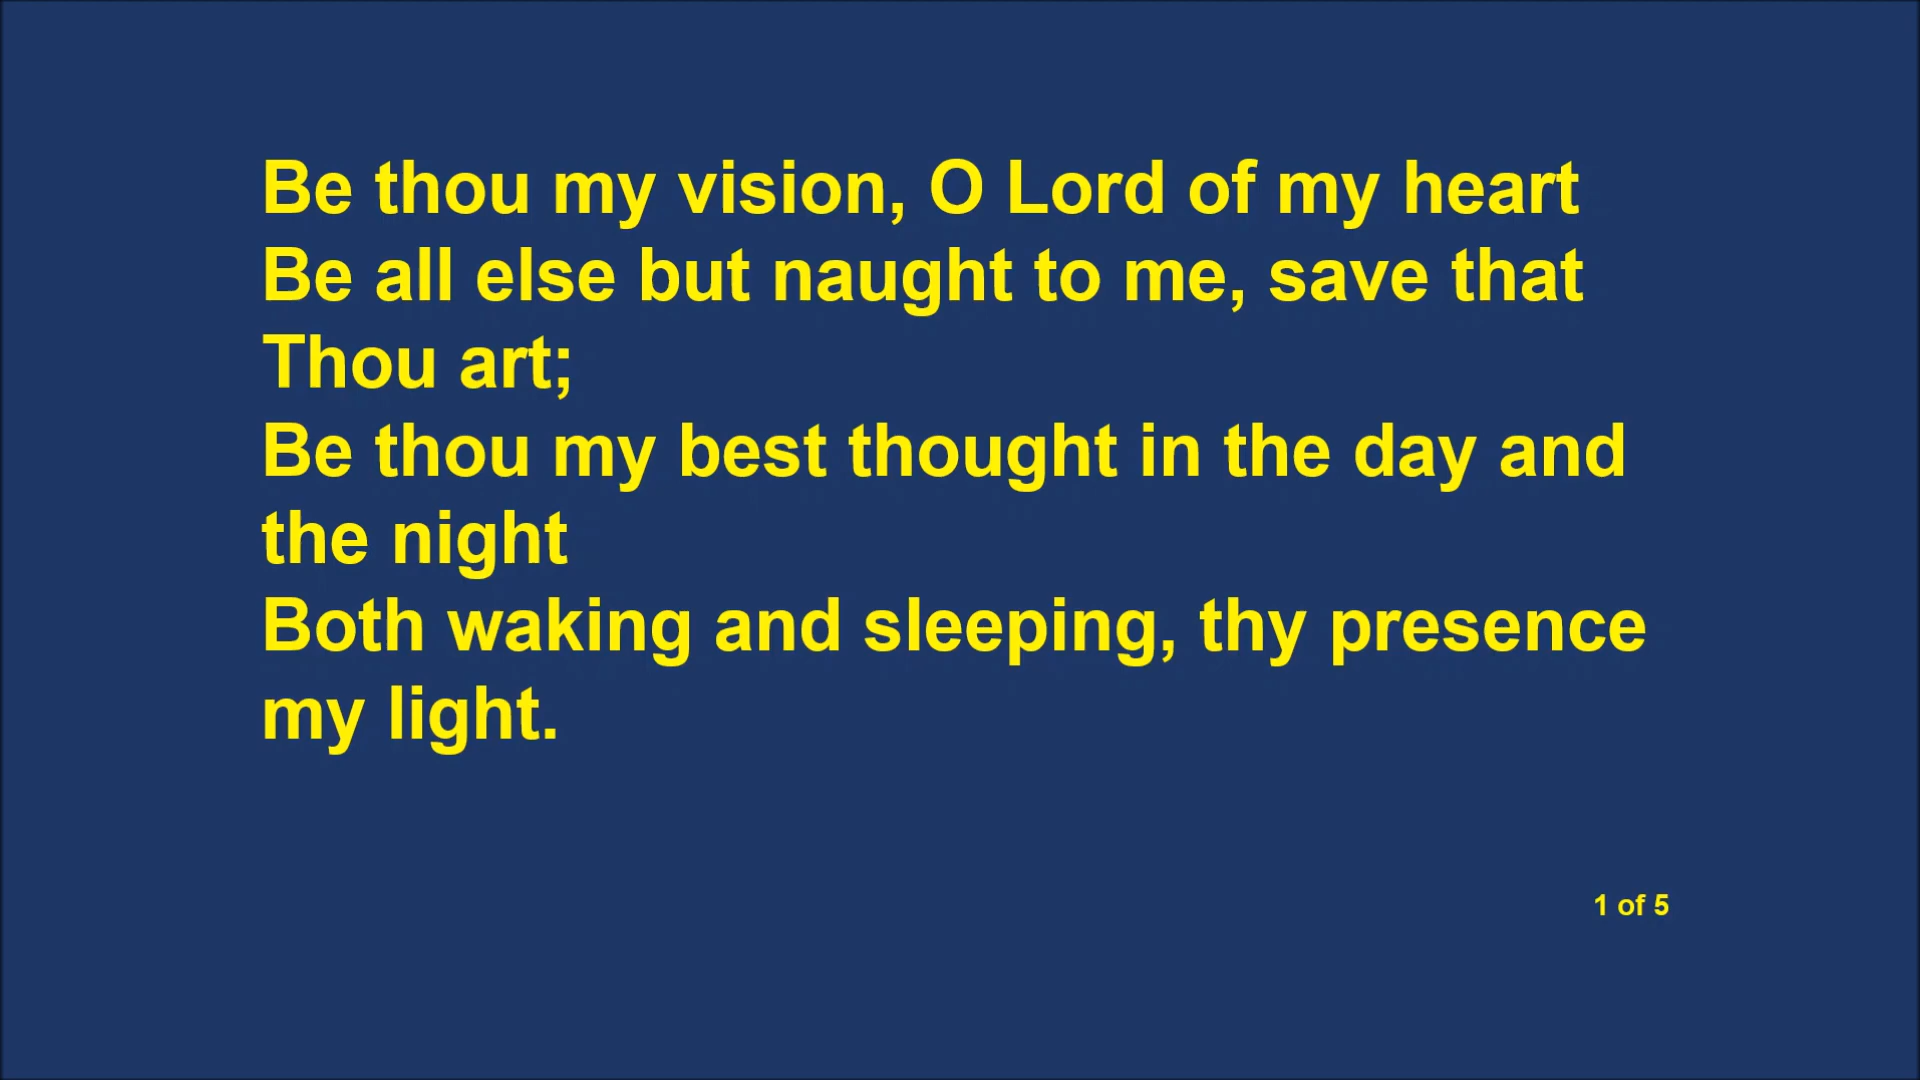 Be thou my vision, O Lord of my heart
Be all else but naught to me, save that
Thou art;
Be thou my best thought in the day and
the night
Both waking and sleeping, thy presence
my light.
1 of 5